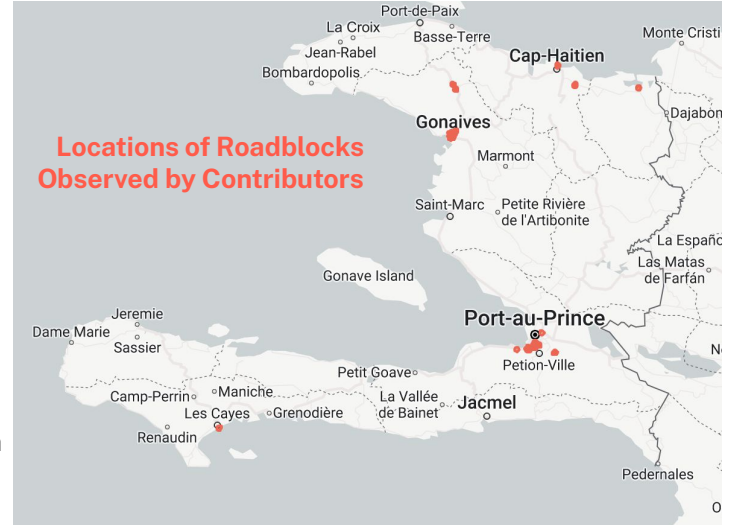 Port-de-Paix
La Croix
Basse-Terre
Monte Cristi
Jean-Rabel
Cap-Haitien
Bombardopolis
Dajabon
Gonaives
Locations of Roadblocks
Observed by Contributors
Marmont
Saint-Marc
Petite Rivière
de l'Artibonite
La Españo
Las Matas
de Farfán
Gonave Island
Jeremie
Port-au-Prince
Dame Marie
Sassier
N
Petion-Ville
Petit Goave
Camp-Perrin
Maniche
La Vallée
de Bainet
Jacmel
Les Cayes
Grenodière
Renaudin
Pedernales
O